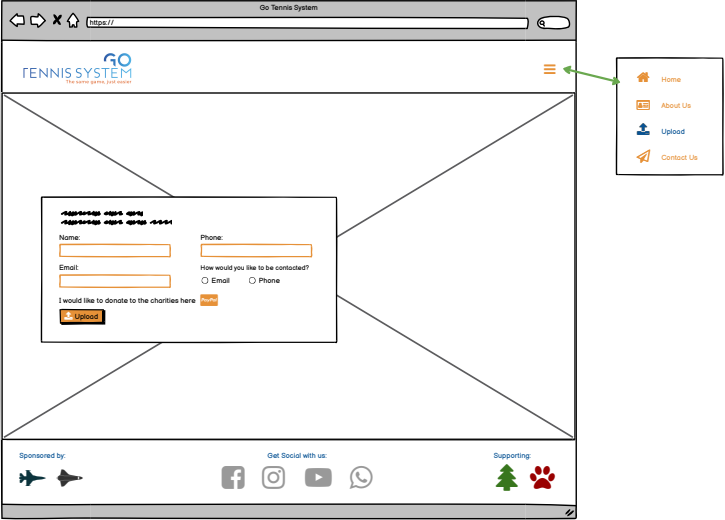 Go Tennis System
https://
GO
TENNIS SYSTEM
The same game, just easier
Home
About Us
Upload
Contact Us
Name:
Phone:
Email:
How would you like to be contacted?
Email
Phone
I would like to donate to the charities here
PayPal
Upload
Sponsored by:
Get Social with us:
Supporting: